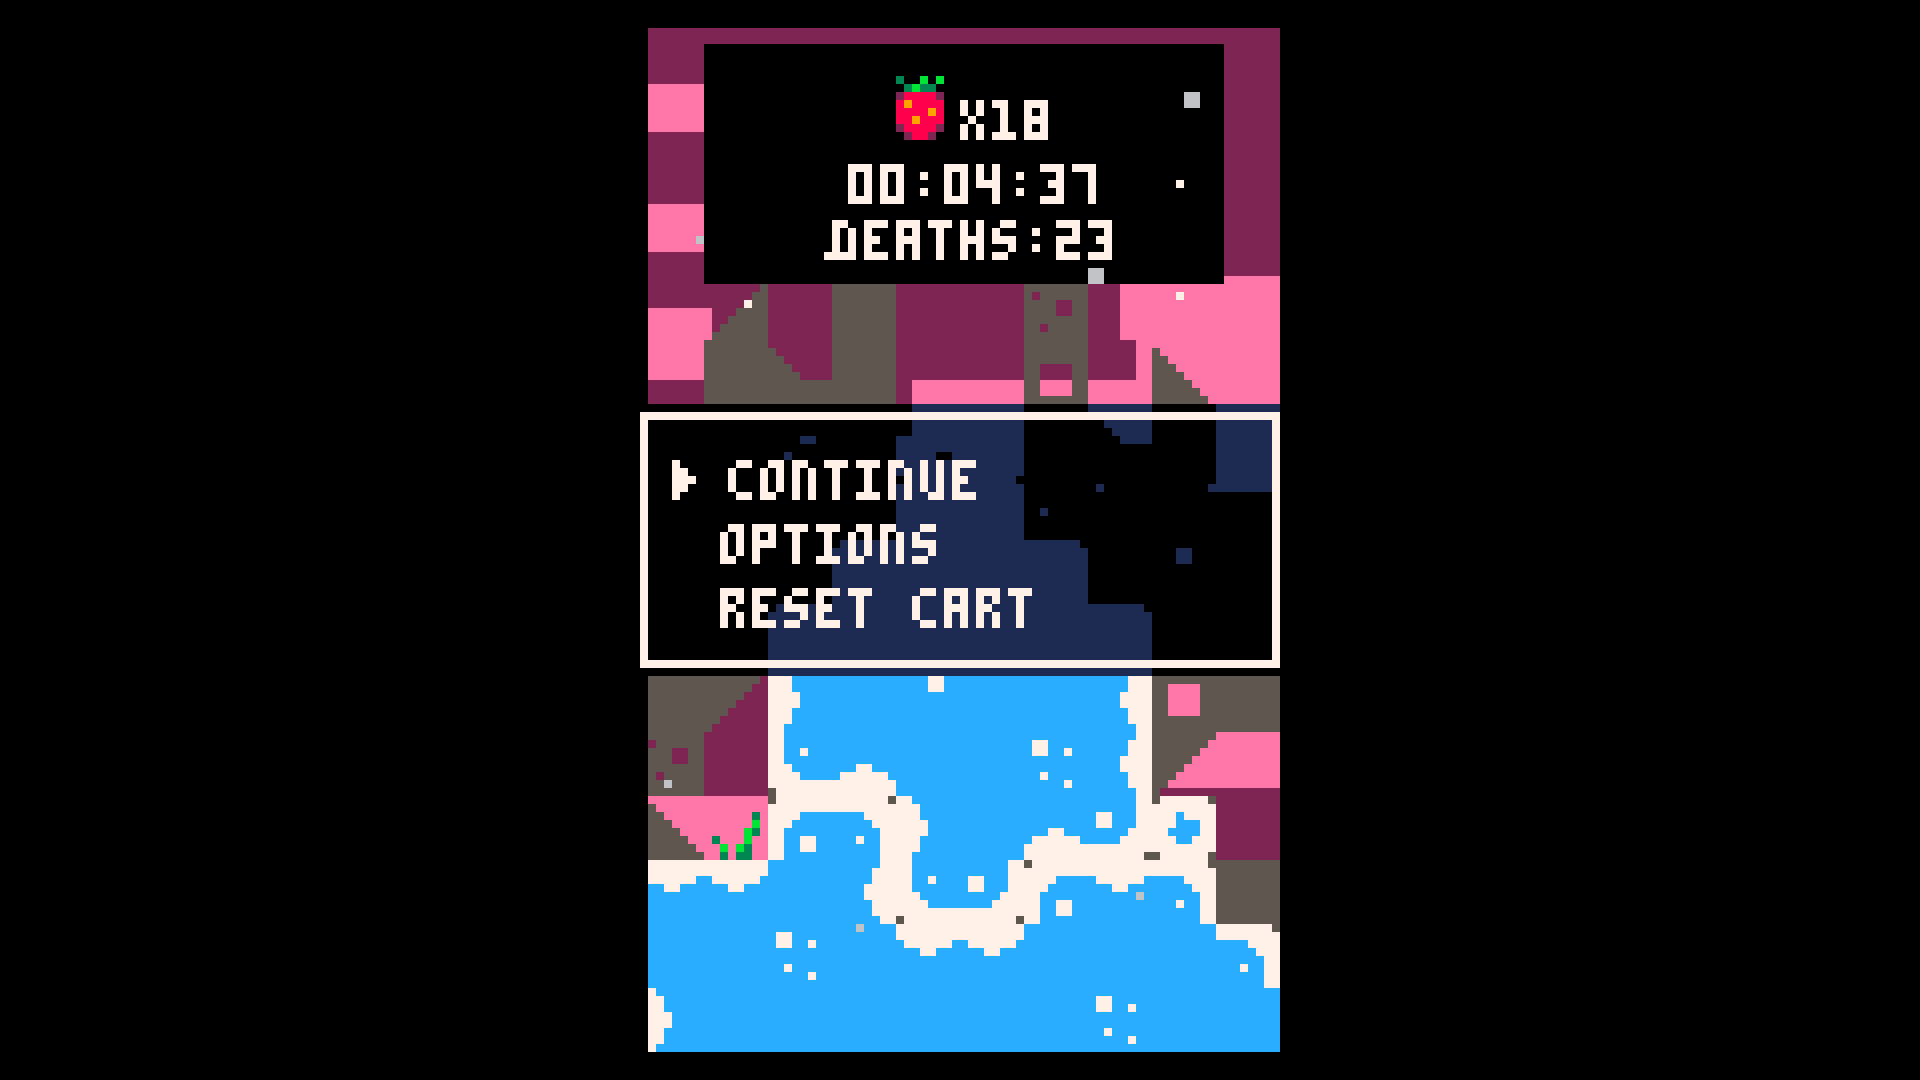 X18
00:04:37
DEATHS:23
CONTINUE
OPTIONS
RESET CART